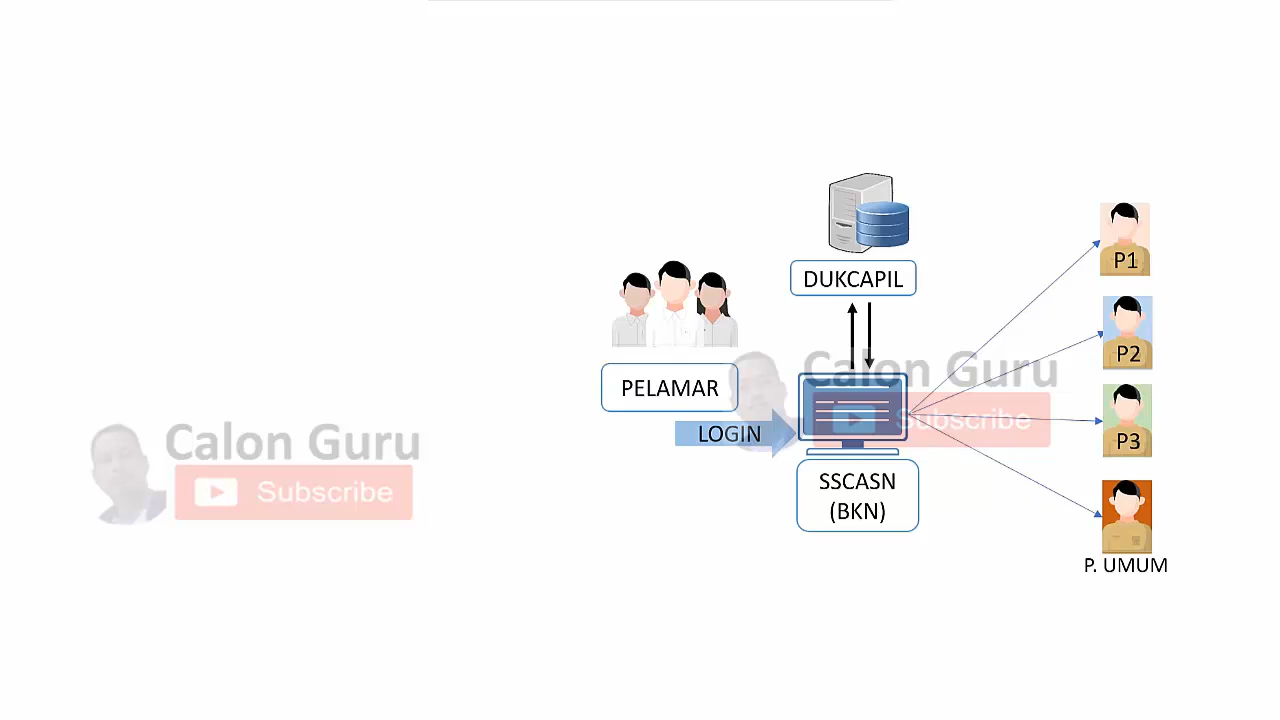 DUKCAPIL
PELAMAR
LOGIN
SSCASN
(BKN)
P1
P2
P3
P. UMUM
Calon Guru
Subscribe
Calon Guru
Subscribe